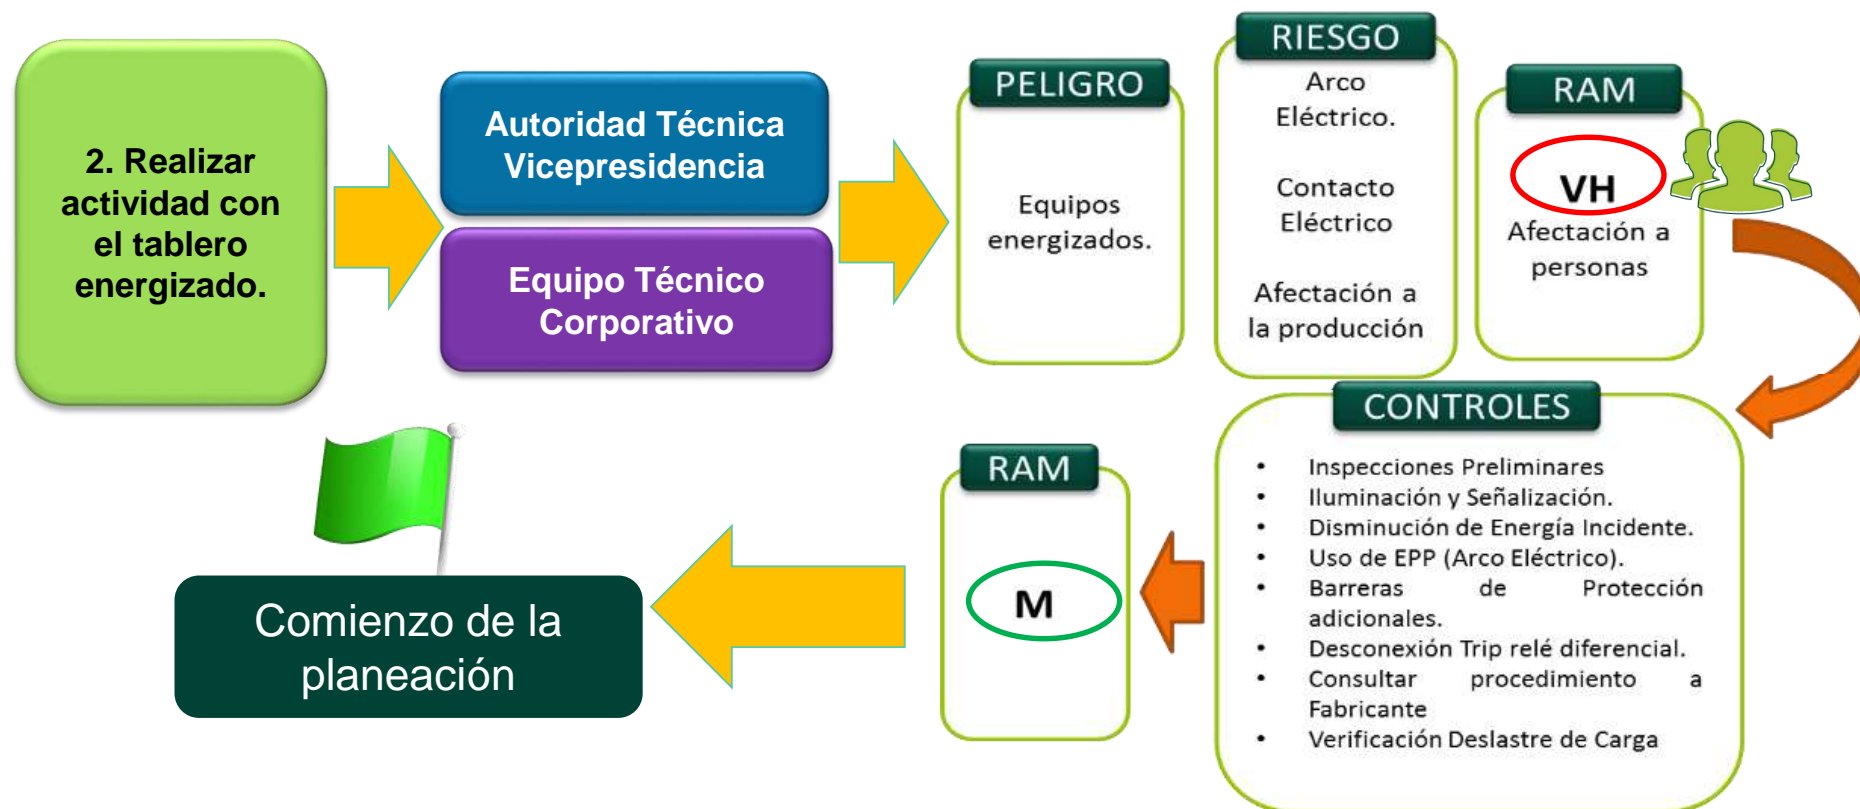 2. Realizar
actividad con
el tablero
energizado.
Autoridad Técnica
Vicepresidencia
Equipo Técnico
Corporativo
PELIGRO
Equipos
energizados.
RIESGO
Arco
Eléctrico.
Contacto
Eléctrico
Afectación a
la producción
RAM
VH
Afectación a
personas
CONTROLES
• Inspecciones Preliminares
• Iluminación y Señalización.
• Disminución de Energía Incidente.
• Uso de EPP (Arco Eléctrico).
• Barreras de Protección
adicionales.
• Desconexión Trip relé diferencial.
• Consultar procedimiento a
Fabricante
• Verificación Deslastre de Carga
RAM
M
Comienzo de la
planeación